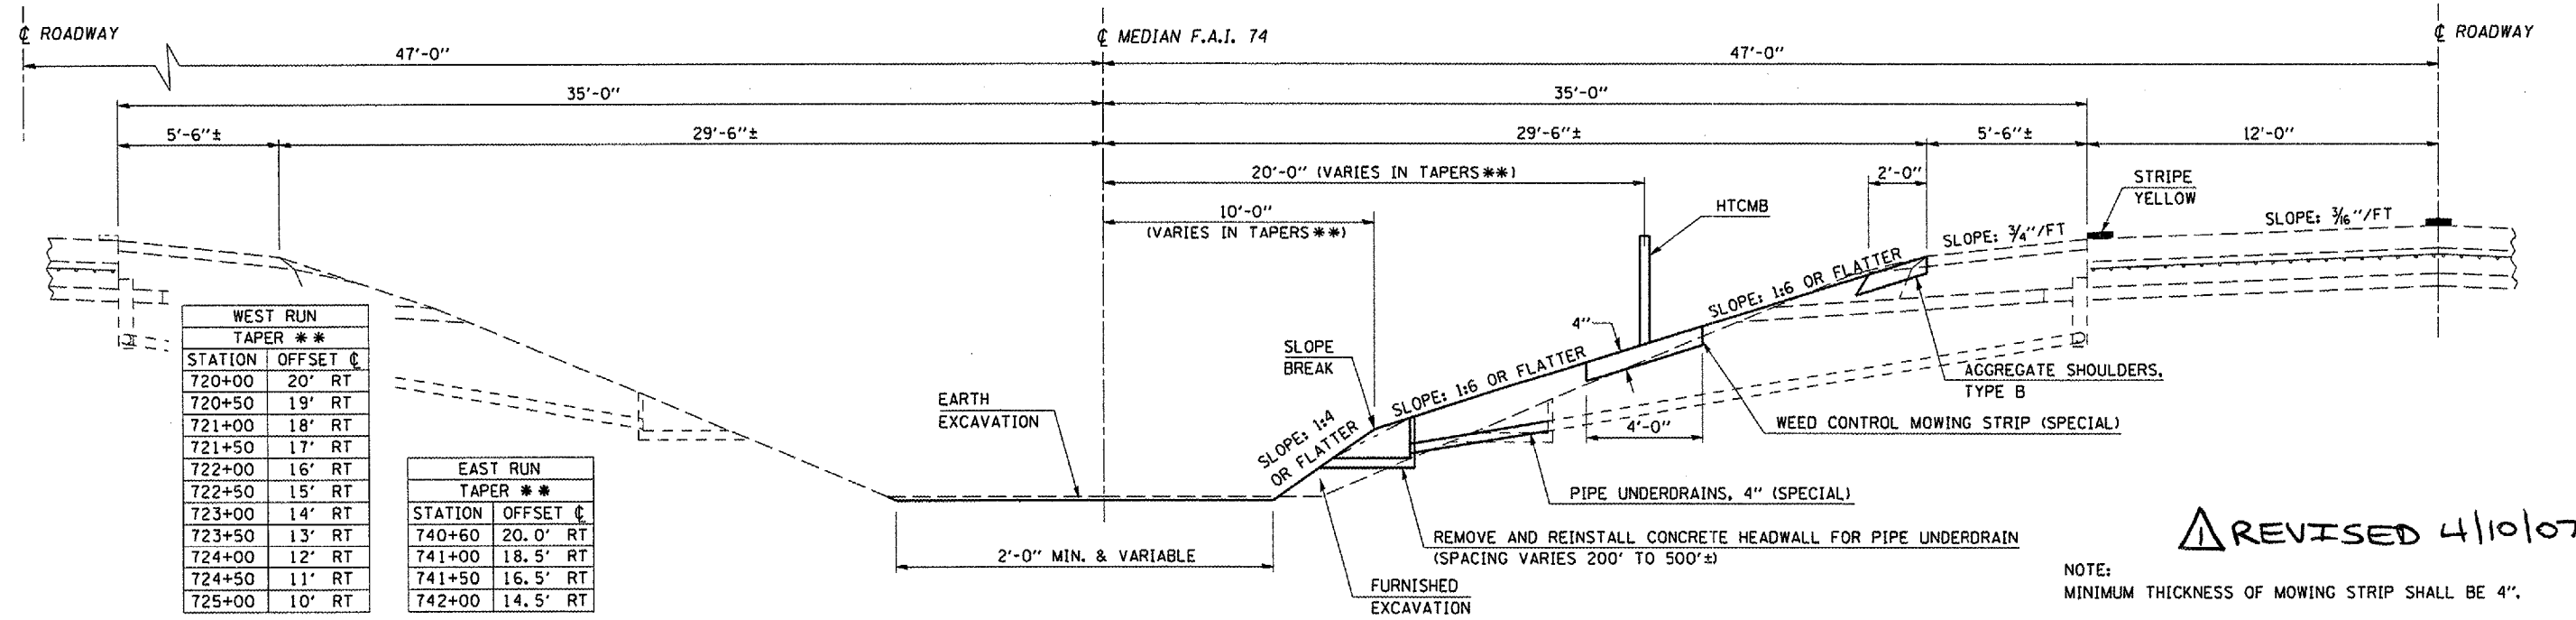 ℄ ROADWAY
℄ MEDIAN F.A.I. 74
℄ ROADWAY
47'-0"
47'-0"
35'-0"
35'-0"
5'-6"±
29'-6"±
29'-6"±
5'-6"±
12'-0"
20'-0" (VARIES IN TAPERS**)
2'-0"
STRIPE
YELLOW
10'-0"
(VARIES IN TAPERS**)
HTCMB
SLOPE: 3/16"/FT
SLOPE: 3/4"/FT
SLOPE: 1:6 OR FLATTER
4"
SLOPE
BREAK
SLOPE: 1:6 OR FLATTER
AGGREGATE SHOULDERS,
TYPE B
EARTH
EXCAVATION
SLOPE: 1:4
OR FLATTER
4'-0"
WEED CONTROL MOWING STRIP (SPECIAL)
PIPE UNDERDRAINS, 4" (SPECIAL)
REMOVE AND REINSTALL CONCRETE HEADWALL FOR PIPE UNDERDRAIN
(SPACING VARIES 200' TO 500'±)
2'-0" MIN. & VARIABLE
FURNISHED
EXCAVATION
WEST RUN
TAPER **
STATION OFFSET ℄
720+00 20' RT
720+50 19' RT
721+00 18' RT
721+50 17' RT
722+00 16' RT
722+50 15' RT
723+00 14' RT
723+50 13' RT
724+00 12' RT
724+50 11' RT
725+00 10' RT
EAST RUN
TAPER **
STATION OFFSET ℄
740+60 20.0' RT
741+00 18.5' RT
741+50 16.5' RT
742+00 14.5' RT
1 REVISED 4/10/07
NOTE:
MINIMUM THICKNESS OF MOWING STRIP SHALL BE 4".